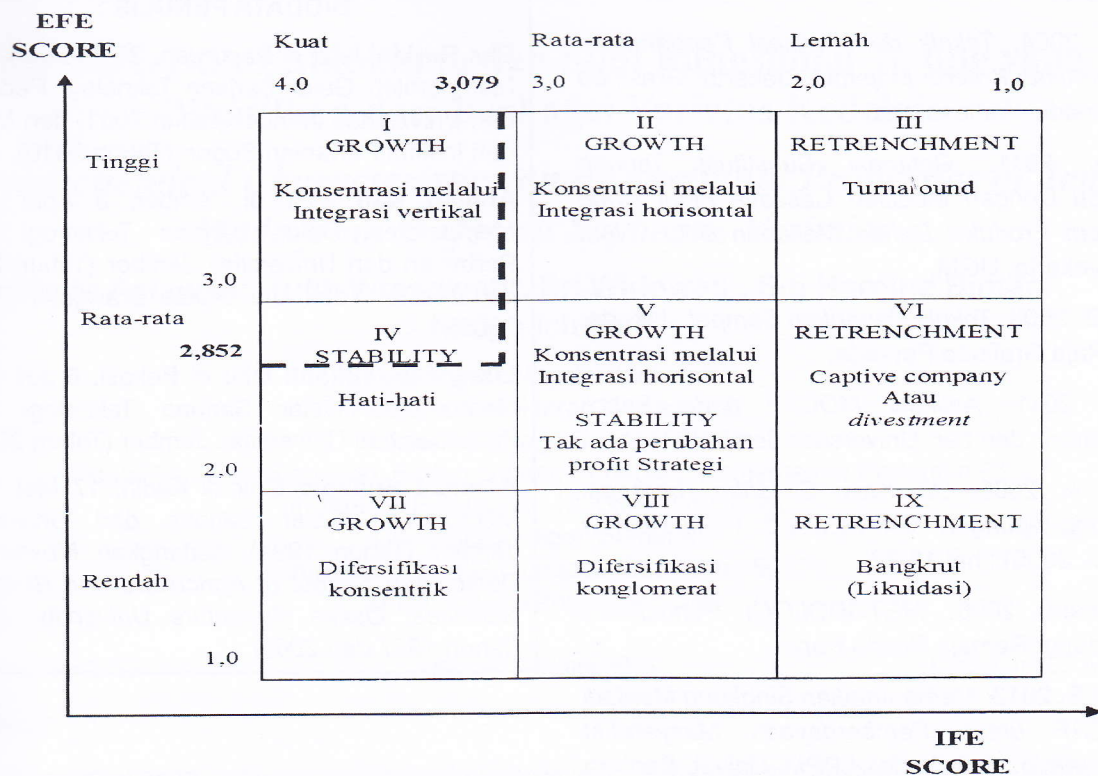 EFE
SCORE
Kuat
Rata-rata
Lemah
4,0
3,079
3,0
2,0
1,0
Tinggi
I
GROWTH
Konsentrasi melalui
Integrasi vertikal
II
GROWTH
Konsentrasi melalui
Integrasi horisontal
III
RETRENCHMENT
Turnaround
3,0
Rata-rata
2,852
IV
STABILITY
Hati-hati
V
GROWTH
Konsentrasi melalui
Integrasi horisontal
STABILITY
Tak ada perubahan
profit Strategi
VI
RETRENCHMENT
Captive company
Atau
divestment
2,0
Rendah
VII
GROWTH
Difersifikasi
konsentrik
VIII
GROWTH
Difersifikasi
konglomerat
IX
RETRENCHMENT
Bangkrut
(Likuidasi)
1,0
IFE
SCORE